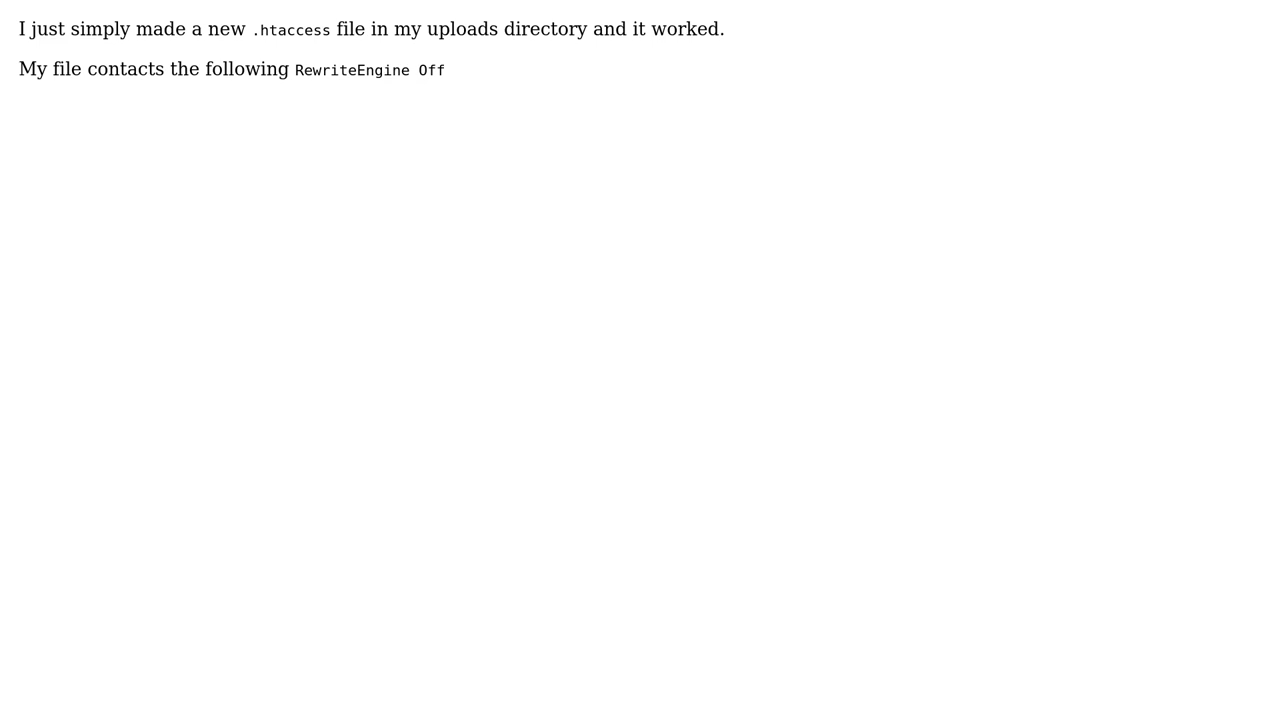 I just simply made a new .htaccess file in my uploads directory and it worked.
My file contacts the following RewriteEngine Off